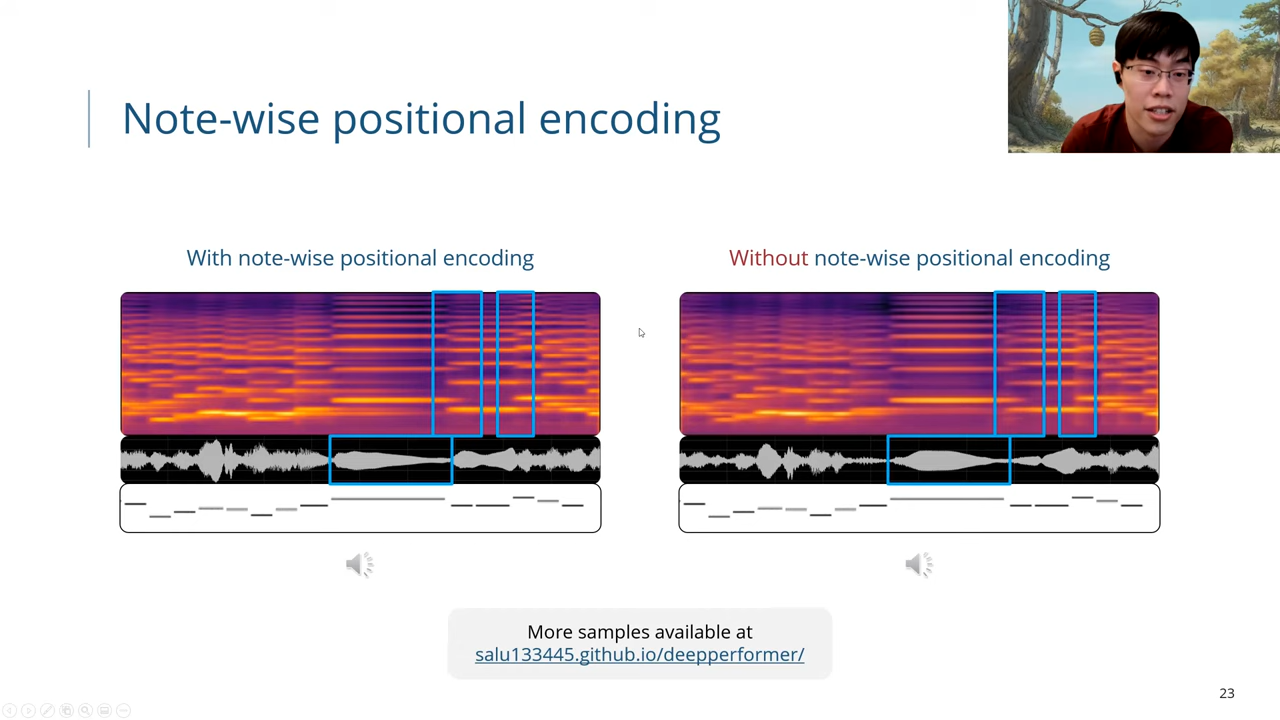 Note-wise positional encoding
With note-wise positional encoding
Without note-wise positional encoding
More samples available at
salu133445.github.io/deepperformer/
23